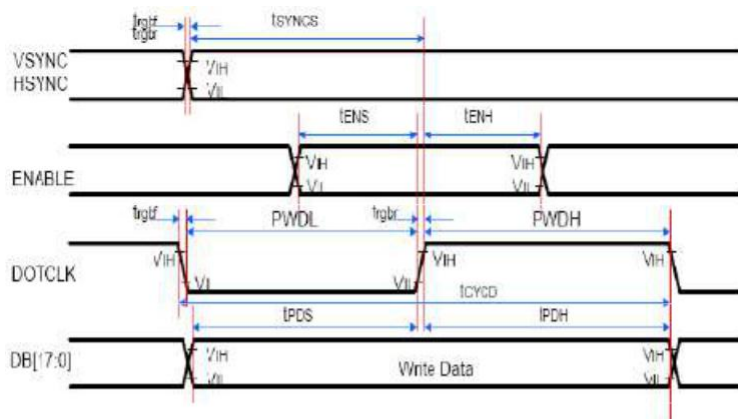 trgbf tSYNCS
trgbr
VSYNC
HSYNC
VIH
VIL
tENS tENH
ENABLE
VIH VIH
VIL VIL
trgbf PWDL trgbr PWDH
DOTCLK
VIH VIH VIH
VIL VIL
tCYCD
tPDS tPDH
DB[17:0]
VIH Write Data VIH
VIL VIL